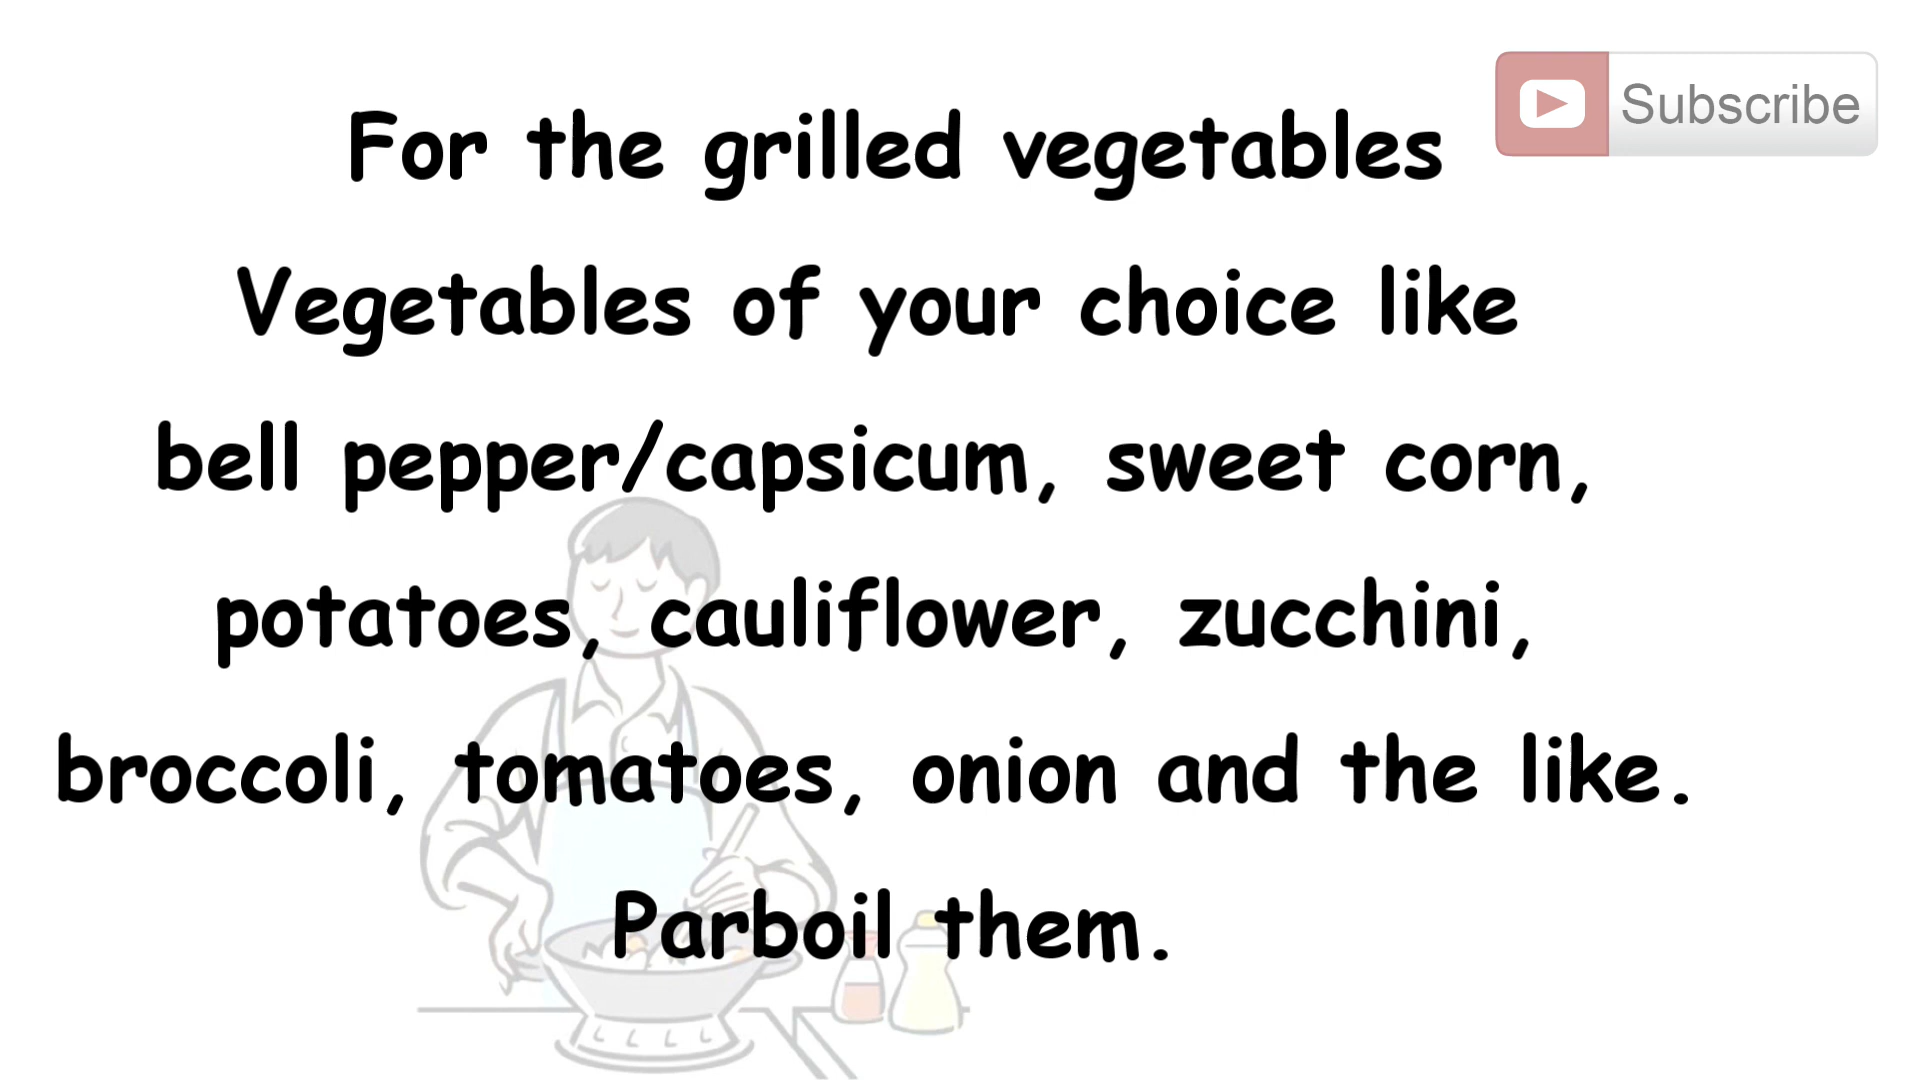 Subscribe
For the grilled vegetables
Vegetables of your choice like
bell pepper/capsicum, sweet corn,
potatoes, cauliflower, zucchini,
broccoli, tomatoes, onion and the like.
Parboil them.